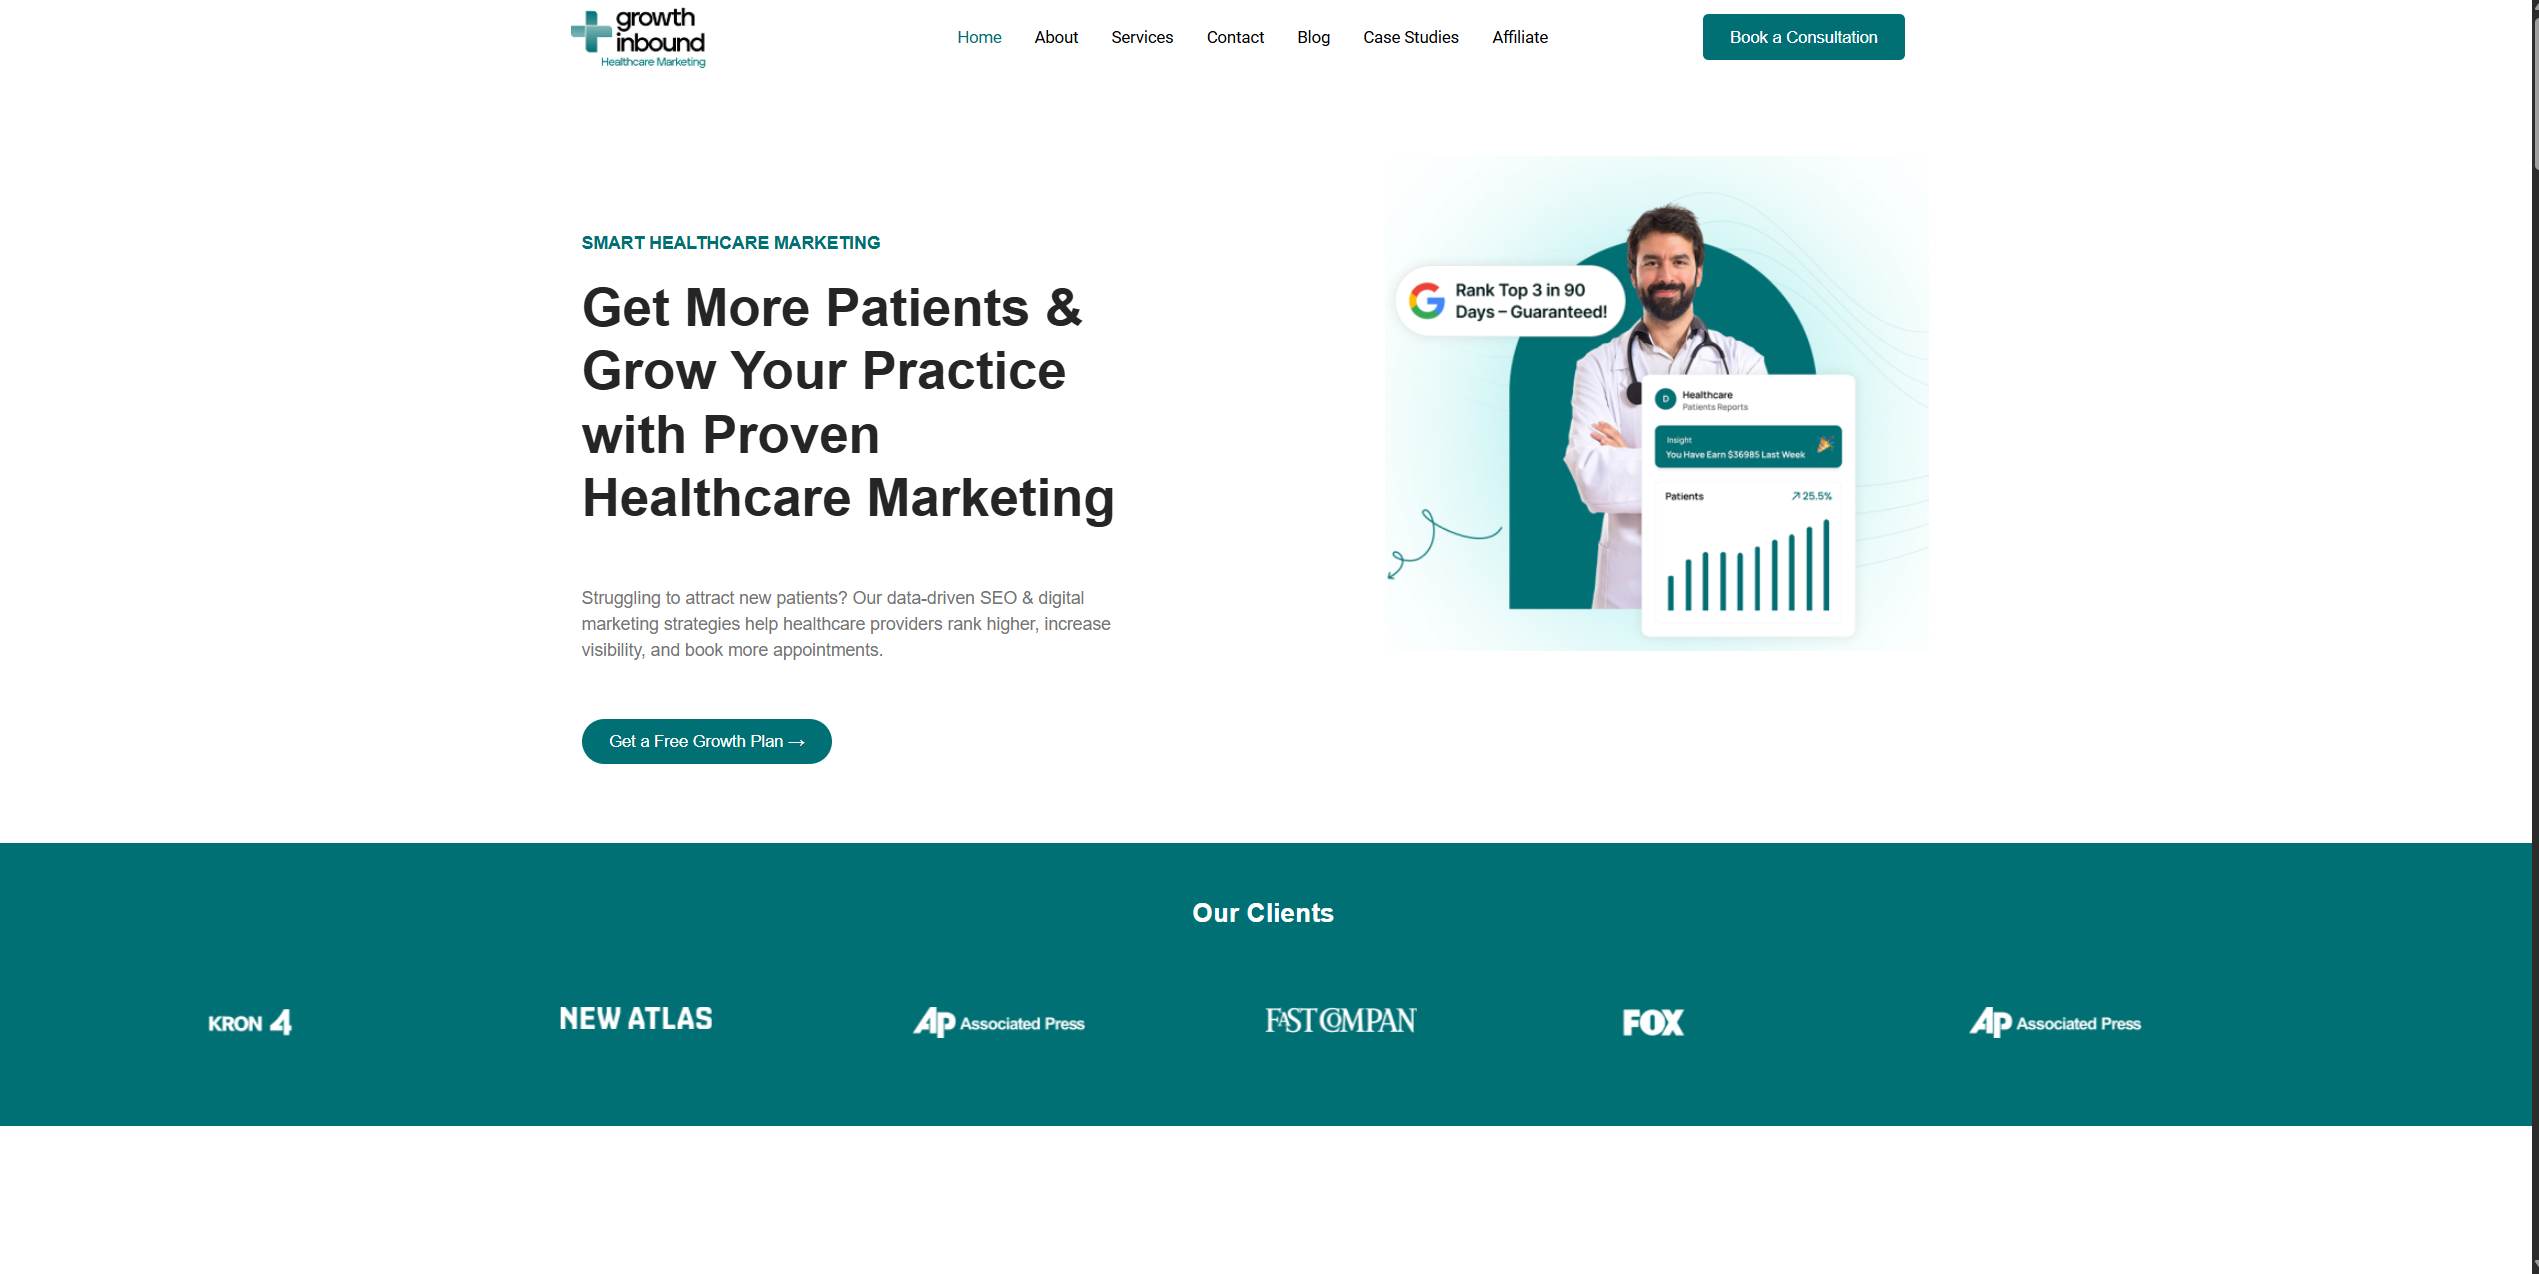 growth
inbound
Healthcare Marketing
Home About Services Contact Blog Case Studies Affiliate
Book a Consultation
SMART HEALTHCARE MARKETING
Get More Patients &
Grow Your Practice
with Proven
Healthcare Marketing
Struggling to attract new patients? Our data-driven SEO & digital
marketing strategies help healthcare providers rank higher, increase
visibility, and book more appointments.
Get a Free Growth Plan →
G Rank Top 3 in 90
Days – Guaranteed!
D Healthcare
Patients Reports
Insight
You Have Earn $36985 Last Week
Patients ↗ 25.5%
Our Clients
KRON 4
NEW ATLAS
AP Associated Press
FAST COMPAN
FOX
AP Associated Press